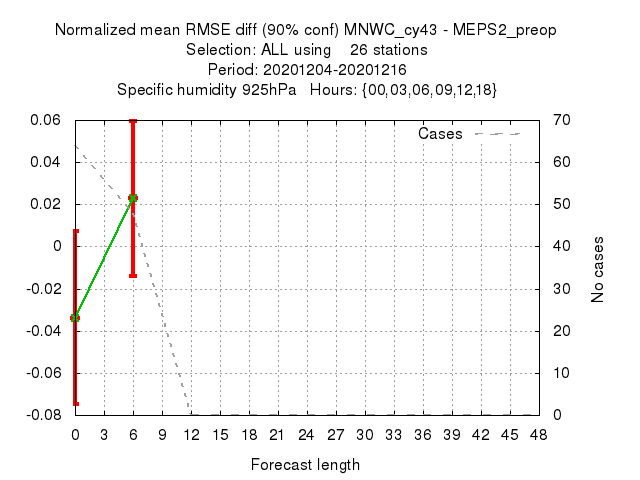 Normalized mean RMSE diff (90% conf) MNWC_cy43 - MEPS2_preop
Selection: ALL using    26 stations
Period: 20201204-20201216
Specific humidity 925hPa   Hours: {00,03,06,09,12,18}
Cases
0.06
0.04
0.02
0
-0.02
-0.04
-0.06
-0.08
70
60
50
40
30
20
10
0
No cases
0 3 6 9 12 15 18 21 24 27 30 33 36 39 42 45 48
Forecast length